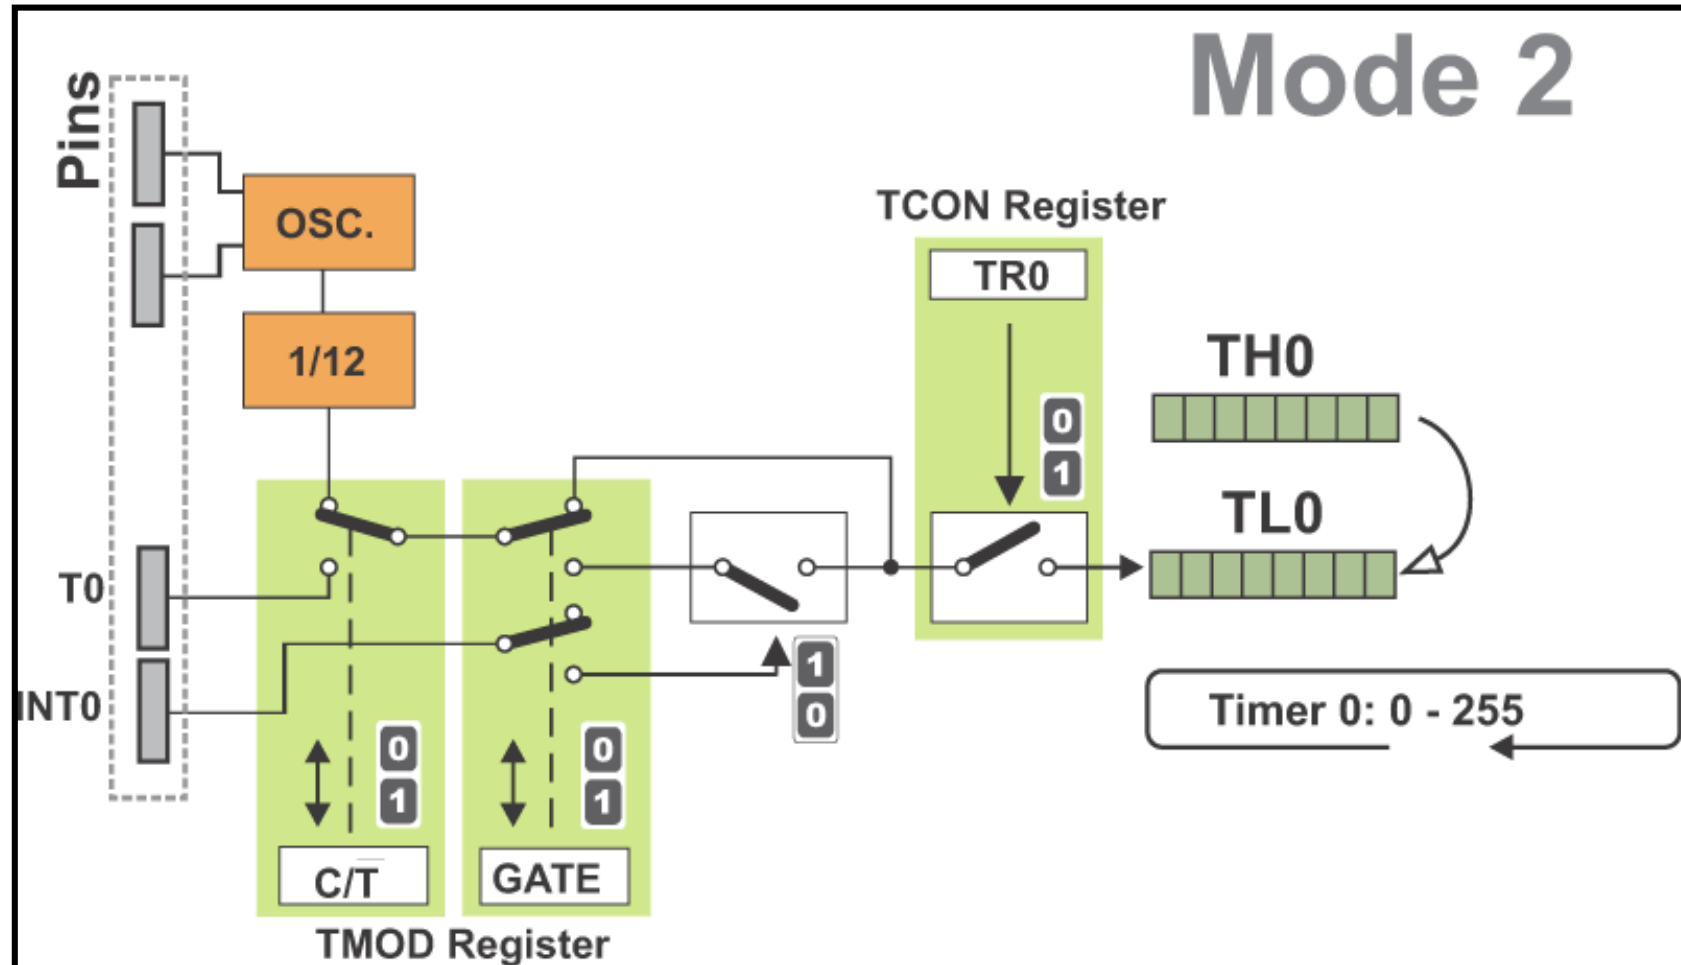 Mode 2
Pins
OSC.
TCON Register
TR0
1/12
0
1
TH0
TL0
T0
INT0
1
0
Timer 0: 0 - 255
0
1
0
1
C/T̅
GATE
TMOD Register